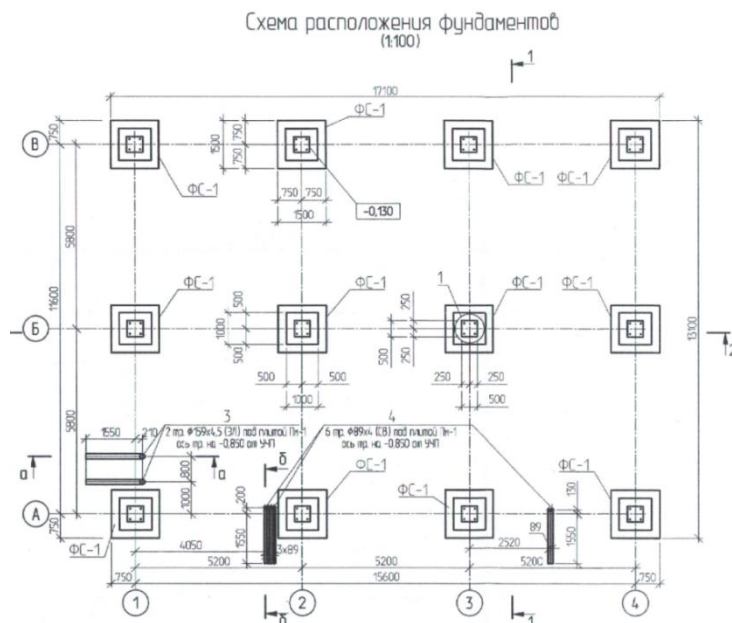 Схема расположения фундаментов
(1:100)
1
17100
ФС-1
В
750
1500
750
750
ФС-1
ФС-1
ФС-1
750 750
1500
-0,130
5800
11600
13100
ФС-1
ФС-1
1
ФС-1
ФС-1
Б
500
1000
500
250
500
250
2
500 500
1000
250 250
500
5800
3
4
1550 210
2 тр. Ф159х4,5 (ЭЛ) под плитой Пм-1
ось тр. на -0,850 от УЧП
6 тр. Ф89х4 (СВ) под плитой Пм-1
ось тр. на -0,850 от УЧП
а
а
800
1000
б
200
1550
А
750
ФС-1
ФС-1
ФС-1
ФС-1
130
89
1550
4050
3х89
2520
5200
5200
5200
750
15600
750
1
2
3
4
б
1